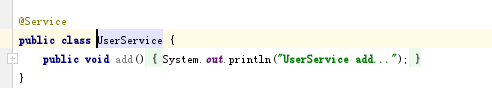 @Service
public class UserService {
public void add() { System.out.println("UserService add..."); }
}